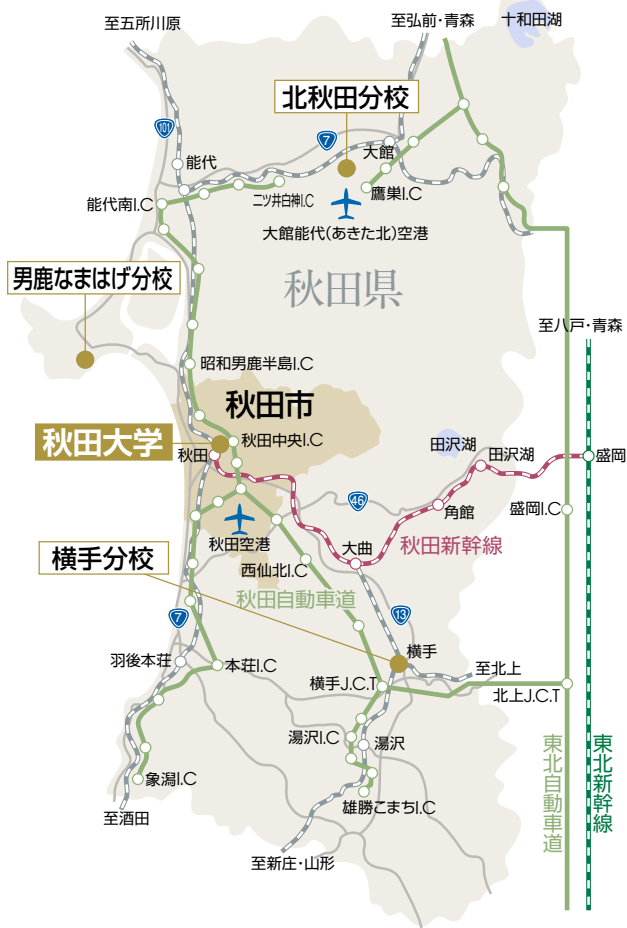 至五所川原
至弘前・青森
十和田湖
北秋田分校
101
7
大館
能代
ニツ井白神I.C
鷹巣I.C
能代南I.C
大館能代(あきた北)空港
男鹿なまはげ分校
秋田県
至八戸・青森
昭和男鹿半島I.C
秋田市
秋田大学
秋田中央I.C
秋田
田沢湖
田沢湖
盛岡
46
角館
盛岡I.C
秋田空港
大曲
秋田新幹線
横手分校
西仙北I.C
秋田自動車道
7
13
羽後本荘
本荘I.C
横手
至北上
横手J.C.T
北上J.C.T
湯沢I.C
湯沢
東北自動車道
東北新幹線
象潟I.C
雄勝こまちI.C
至酒田
至新庄・山形